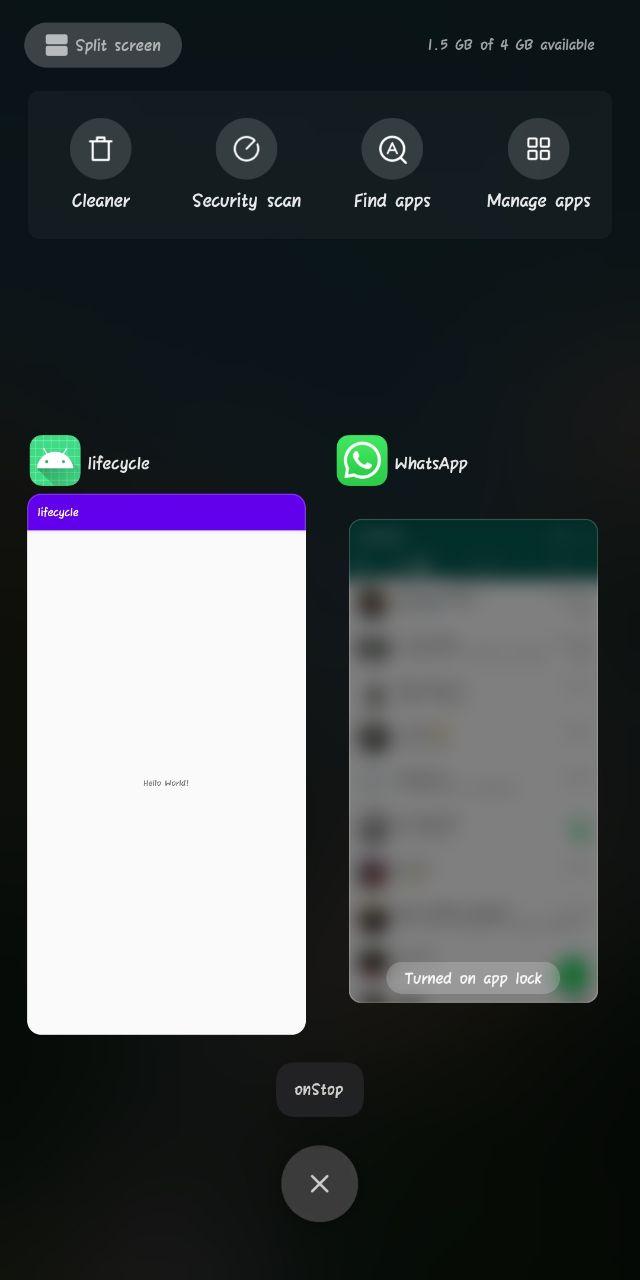 Split screen
1.5 GB of 4 GB available
Cleaner
Security scan
Find apps
Manage apps
lifecycle
WhatsApp
lifecycle
Hello World!
Turned on app lock
onStop